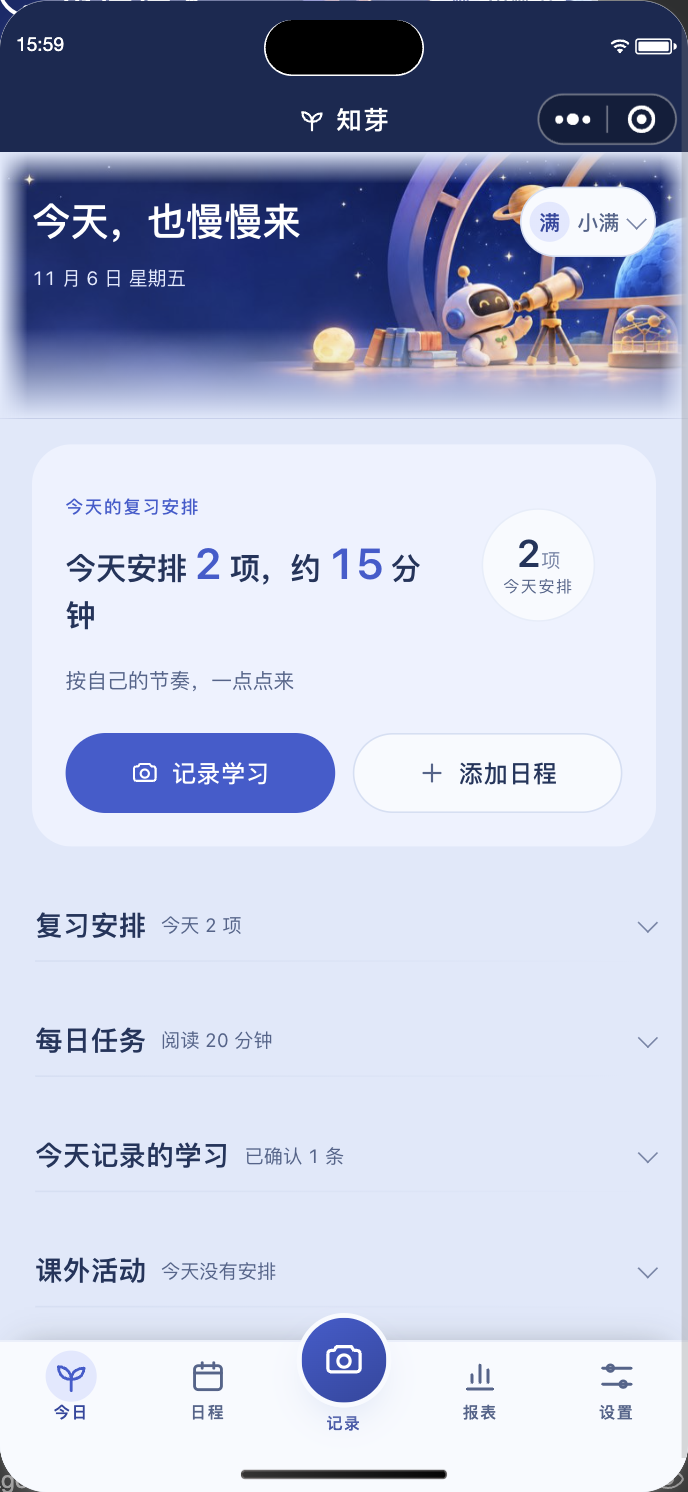 15:59
知芽
今天，也慢慢来
11 月 6 日 星期五
满 小满
今天的复习安排
今天安排 2 项，约 15 分
钟
2项
今天安排
按自己的节奏，一点点来
记录学习
添加日程
复习安排 今天 2 项
每日任务 阅读 20 分钟
今天记录的学习 已确认 1 条
课外活动 今天没有安排
今日
日程
记录
报表
设置